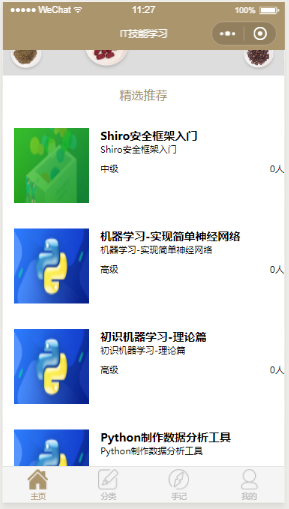 WeChat 11:27 100%
IT技能学习
精选推荐
Shiro安全框架入门
Shiro安全框架入门
中级 0人
机器学习-实现简单神经网络
机器学习-实现简单神经网络
高级 0人
初识机器学习-理论篇
初识机器学习-理论篇
高级 0人
Python制作数据分析工具
Python制作数据分析工具
主页 分类 手记 我的